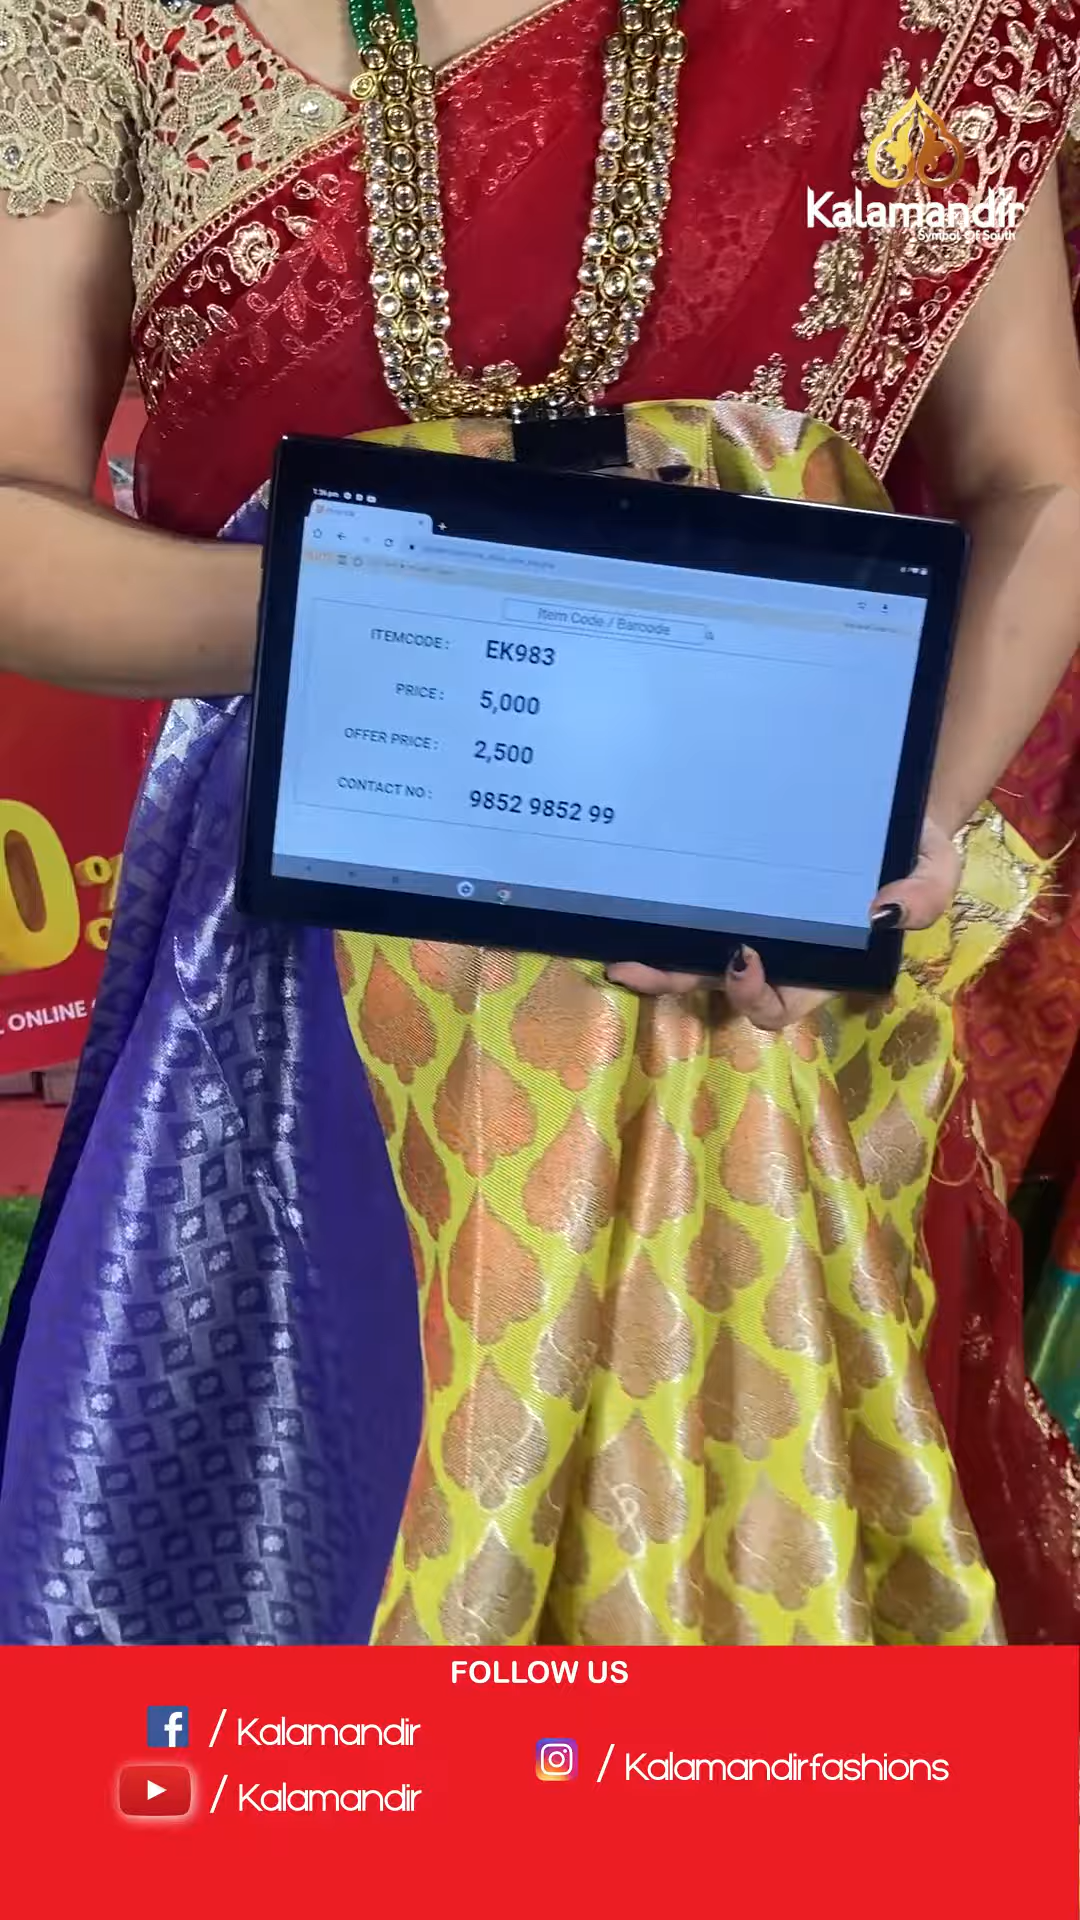 Kalamandir
Symbol Of South
Item Code / Barcode
ITEMCODE :
EK983
PRICE :
5,000
OFFER PRICE :
2,500
CONTACT NO :
9852 9852 99
0
ONLINE
FOLLOW US
/ Kalamandir
/ Kalamandirfashions
/ Kalamandir